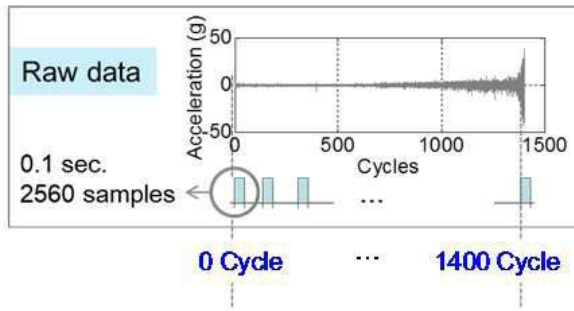 Acceleration (g)
50
0
-50
0
500
1000
1500
Cycles
Raw data
0.1 sec.
2560 samples
...
0 Cycle
...
1400 Cycle